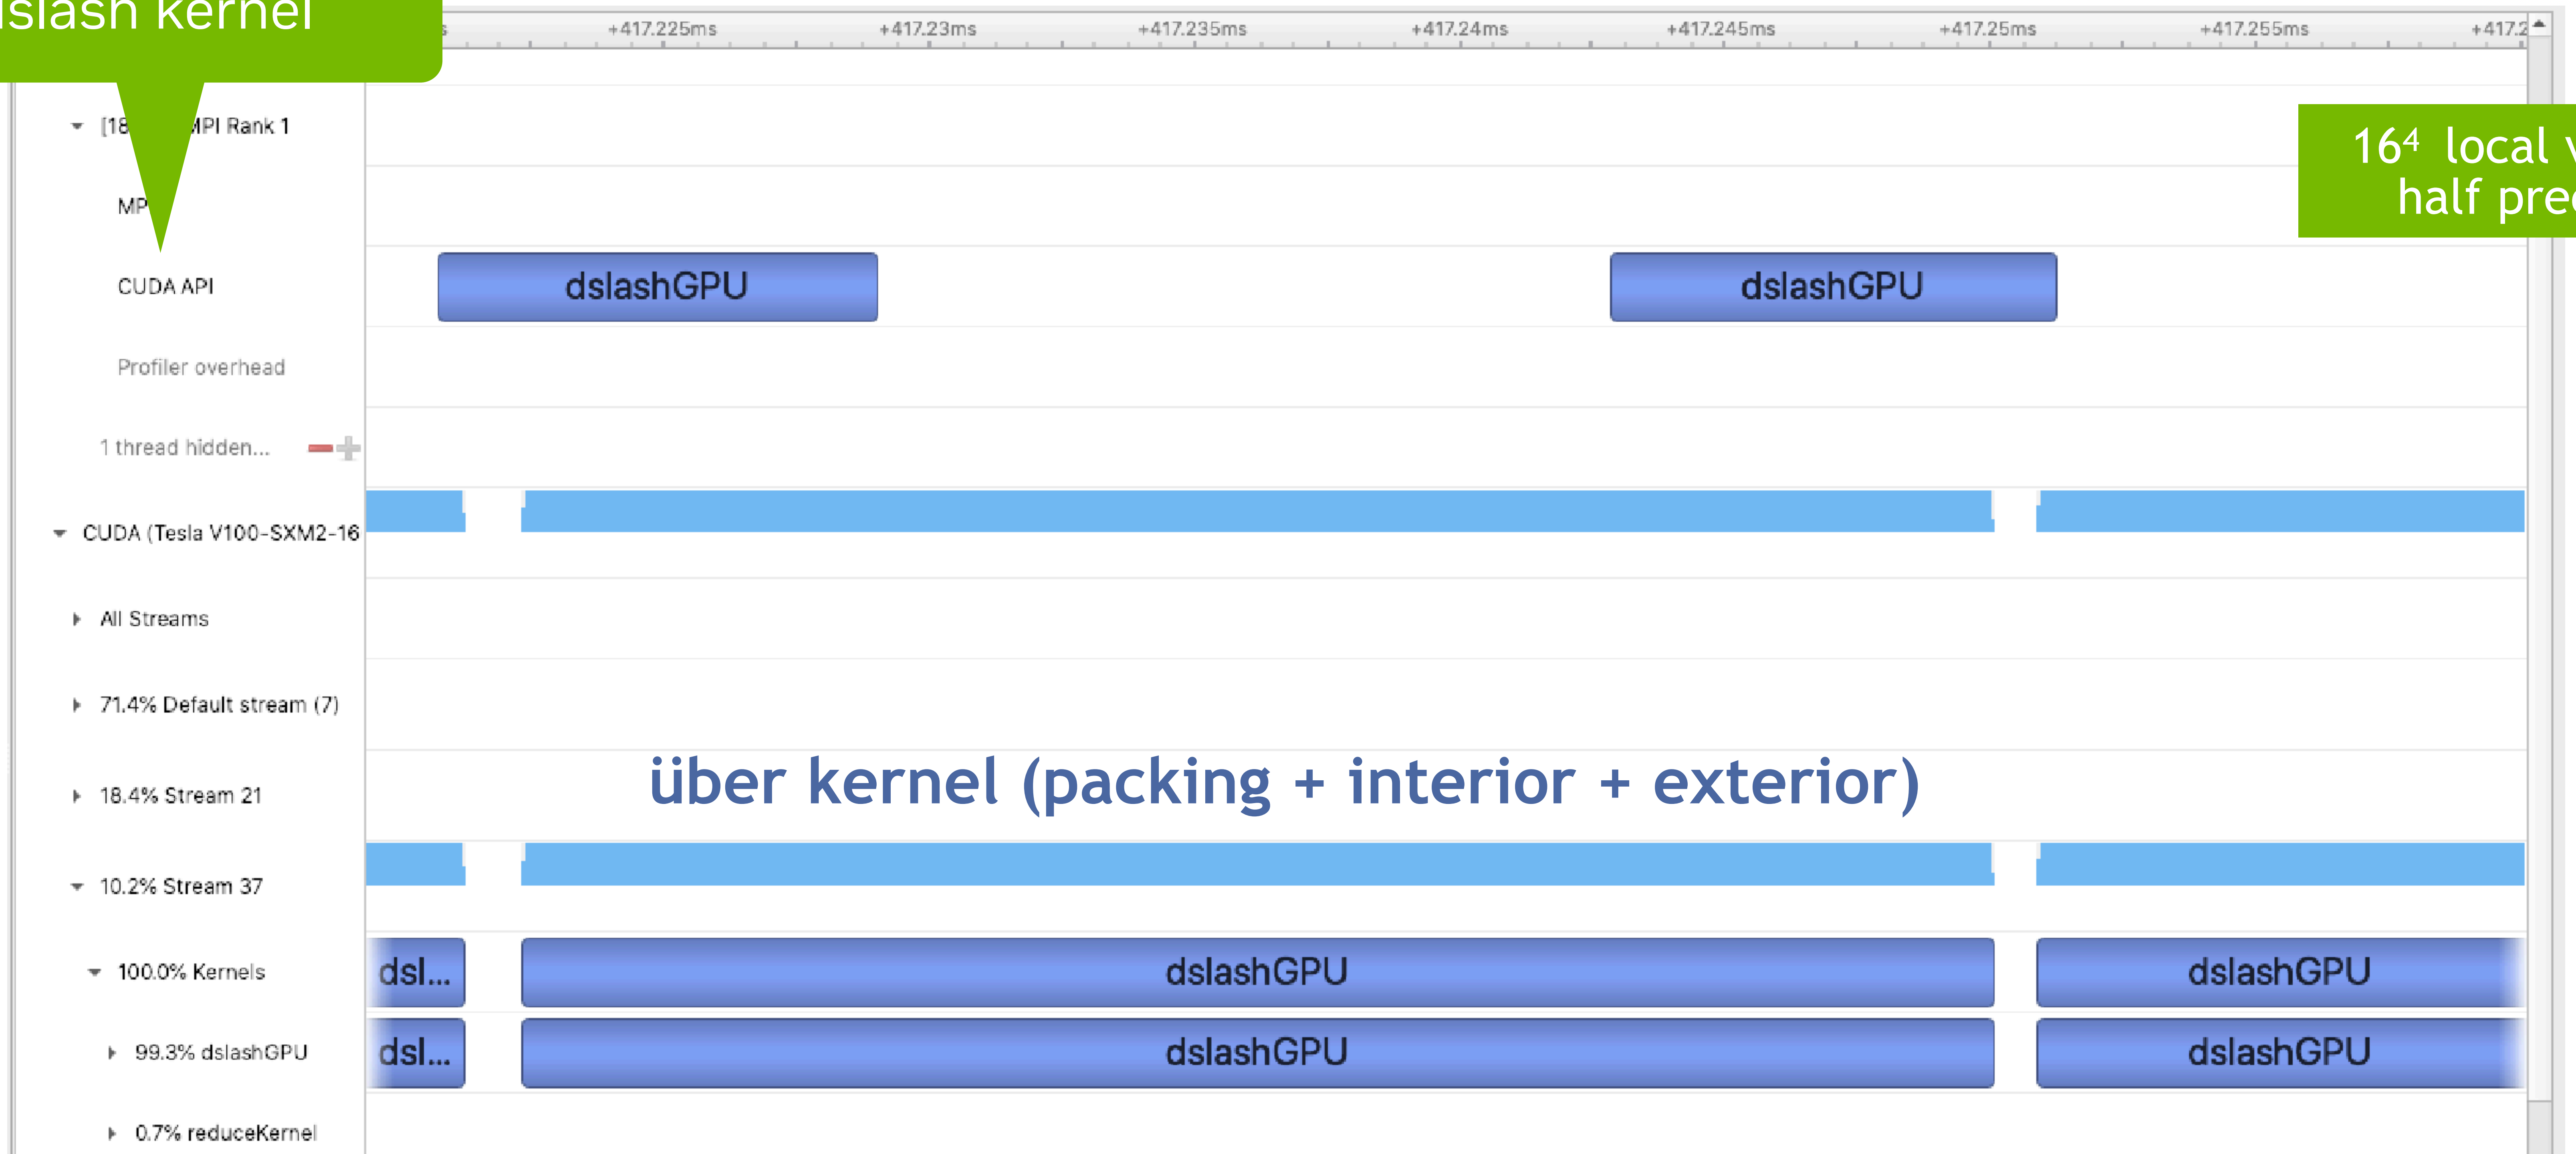 slash kernel
+417.225ms +417.23ms +417.235ms +417.24ms +417.245ms +417.25ms +417.255ms
MPI Rank 1
16⁴ local
half
CUDA API
dslashGPU dslashGPU
Profiler overhead
1 thread hidden...
CUDA (Tesla V100-SXM2-16
All Streams
71.4% Default stream (7)
über kernel (packing + interior + exterior)
18.4% Stream 21
10.2% Stream 37
100.0% Kernels
dsl... dslashGPU dslashGPU
99.3% dslashGPU
dsl... dslashGPU dslashGPU
0.7% reduceKernel